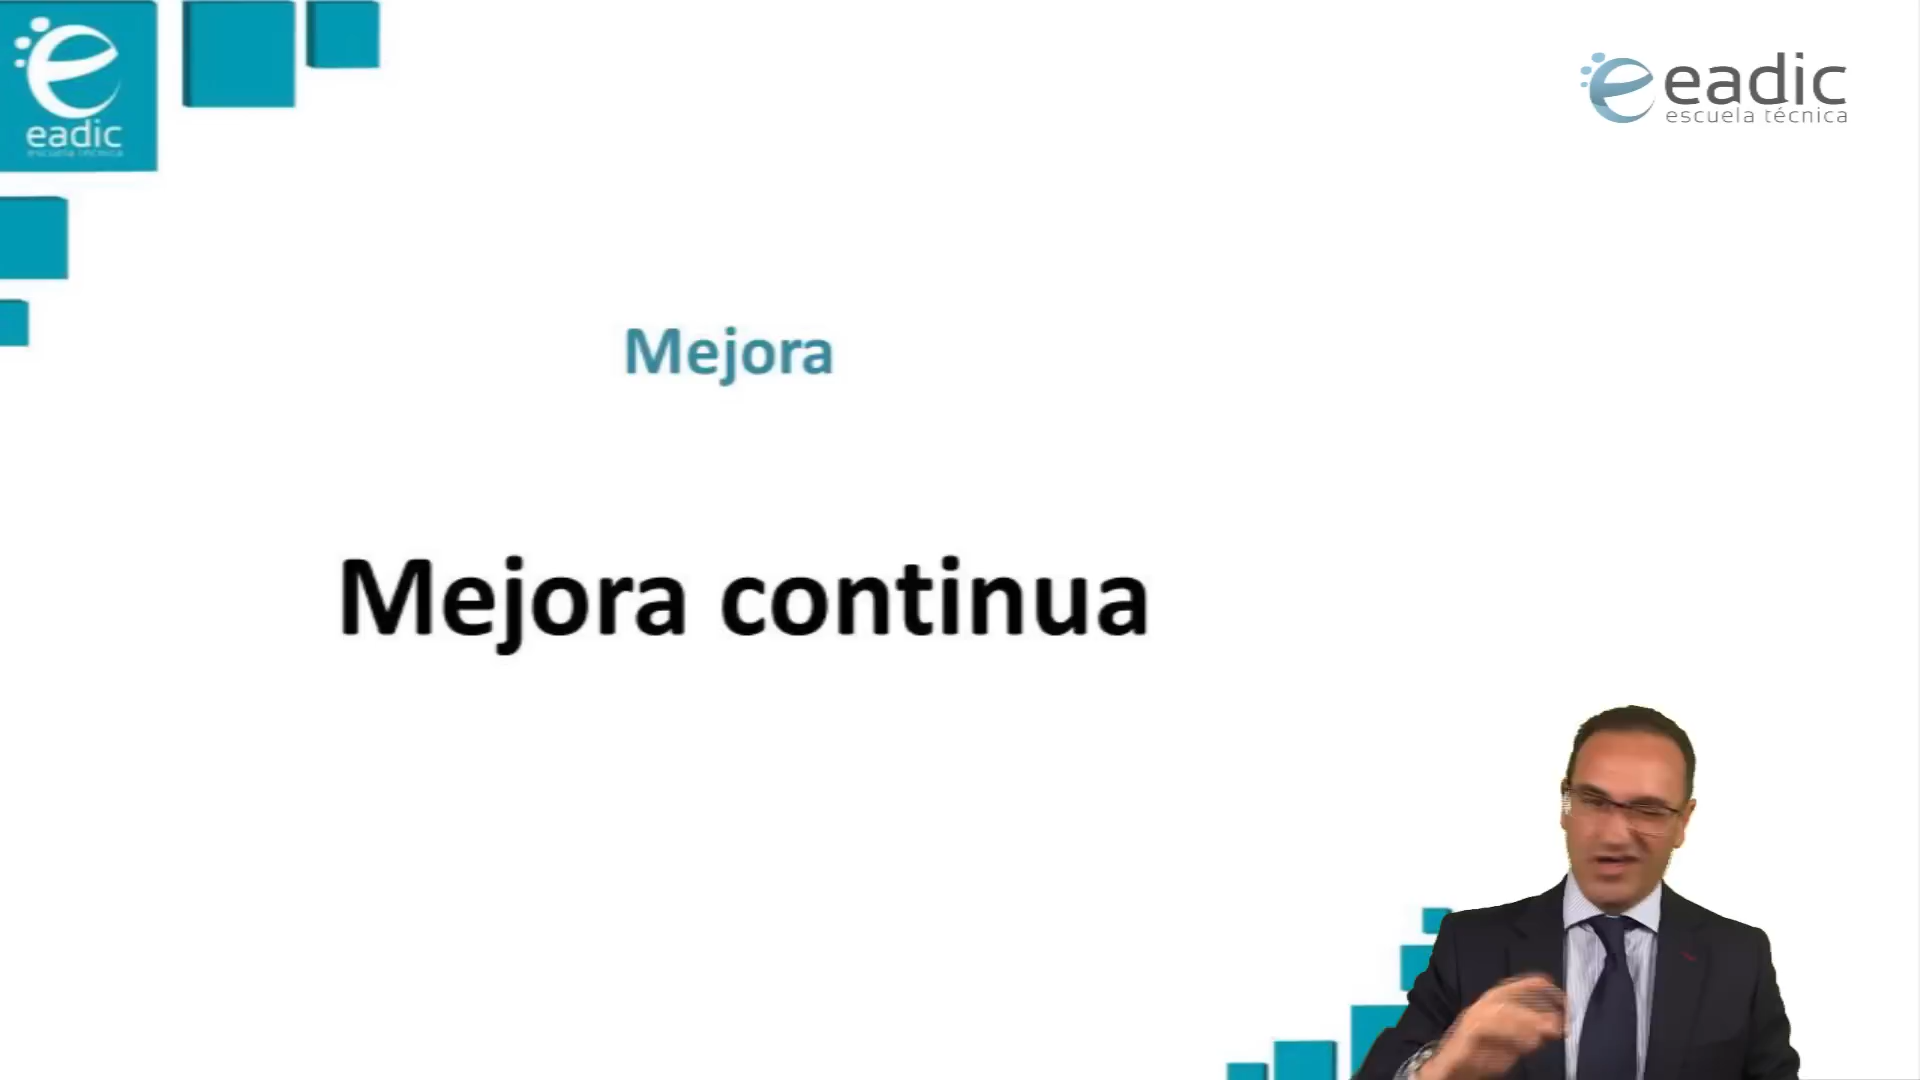 eadic
escuela técnica
eadic
escuela técnica
Mejora
Mejora continua